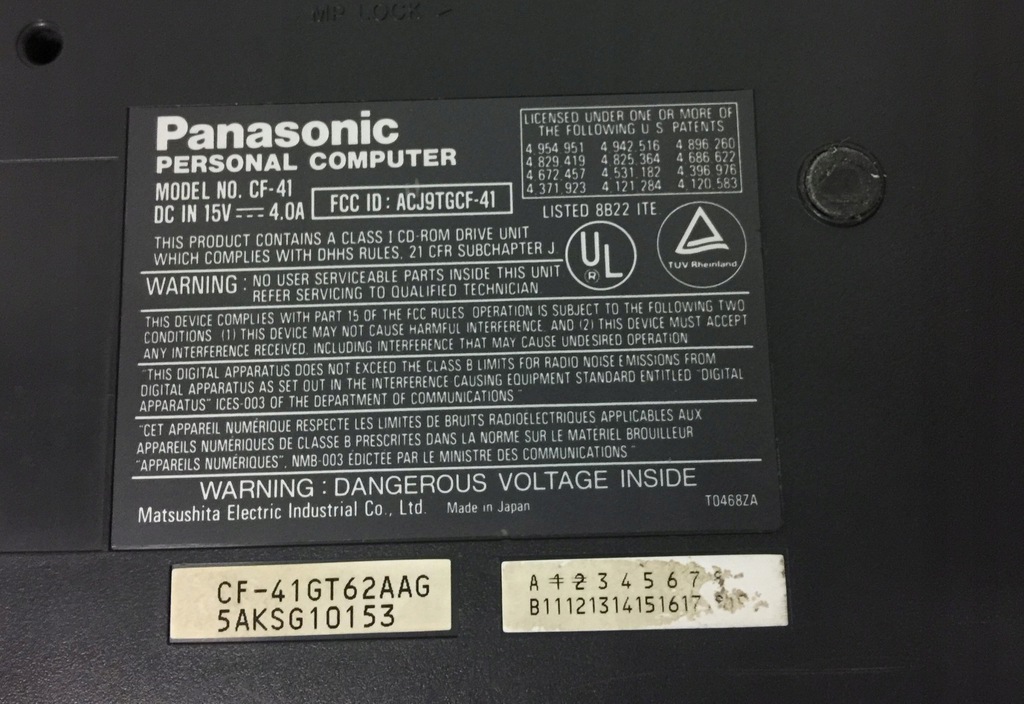 MP LOCK
Panasonic
PERSONAL COMPUTER
MODEL NO. CF-41
DC IN 15V 4.0A
FCC ID : ACJ9TGCF-41
LICENSED UNDER ONE OR MORE OF
THE FOLLOWING U S PATENTS
4 954 951 4 942 516 4 896 260
4 829 419 4 825 364 4 686 622
4 672 457 4 531 182 4 396 976
4 371 923 4 121 284 4 120 583
LISTED 8B22 ITE
UL
®
TUV Rheinland
THIS PRODUCT CONTAINS A CLASS I CD-ROM DRIVE UNIT
WHICH COMPLIES WITH DHHS RULES, 21 CFR SUBCHAPTER J.
WARNING : NO USER SERVICEABLE PARTS INSIDE THIS UNIT
REFER SERVICING TO QUALIFIED TECHNICIAN
THIS DEVICE COMPLIES WITH PART 15 OF THE FCC RULES OPERATION IS SUBJECT TO THE FOLLOWING TWO
CONDITIONS (1) THIS DEVICE MAY NOT CAUSE HARMFUL INTERFERENCE, AND (2) THIS DEVICE MUST ACCEPT
ANY INTERFERENCE RECEIVED, INCLUDING INTERFERENCE THAT MAY CAUSE UNDESIRED OPERATION
"THIS DIGITAL APPARATUS DOES NOT EXCEED THE CLASS B LIMITS FOR RADIO NOISE EMISSIONS FROM
DIGITAL APPARATUS AS SET OUT IN THE INTERFERENCE CAUSING EQUIPMENT STANDARD ENTITLED "DIGITAL
APPARATUS" ICES-003 OF THE DEPARTMENT OF COMMUNICATIONS"
"CET APPAREIL NUMÉRIQUE RESPECTE LES LIMITES DE BRUITS RADIOELECTRIQUES APPLICABLES AUX
APPAREILS NUMÉRIQUES DE CLASSE B PRESCRITES DANS LA NORME SUR LE MATERIEL BROUILLEUR
"APPAREILS NUMÉRIQUES", NMB-003 EDICTEE PAR LE MINISTRE DES COMMUNICATIONS"
WARNING : DANGEROUS VOLTAGE INSIDE
Matsushita Electric Industrial Co., Ltd. Made in Japan
T0468ZA
CF-41GT62AAG
5AKSG10153
A 1 2 3 4 5 6 7
B11121314151617